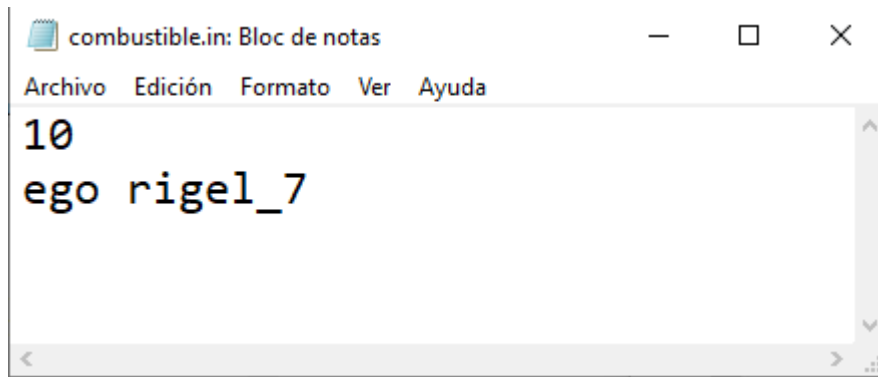 combustible.in: Bloc de notas
Archivo Edición Formato Ver Ayuda
10
ego rigel_7